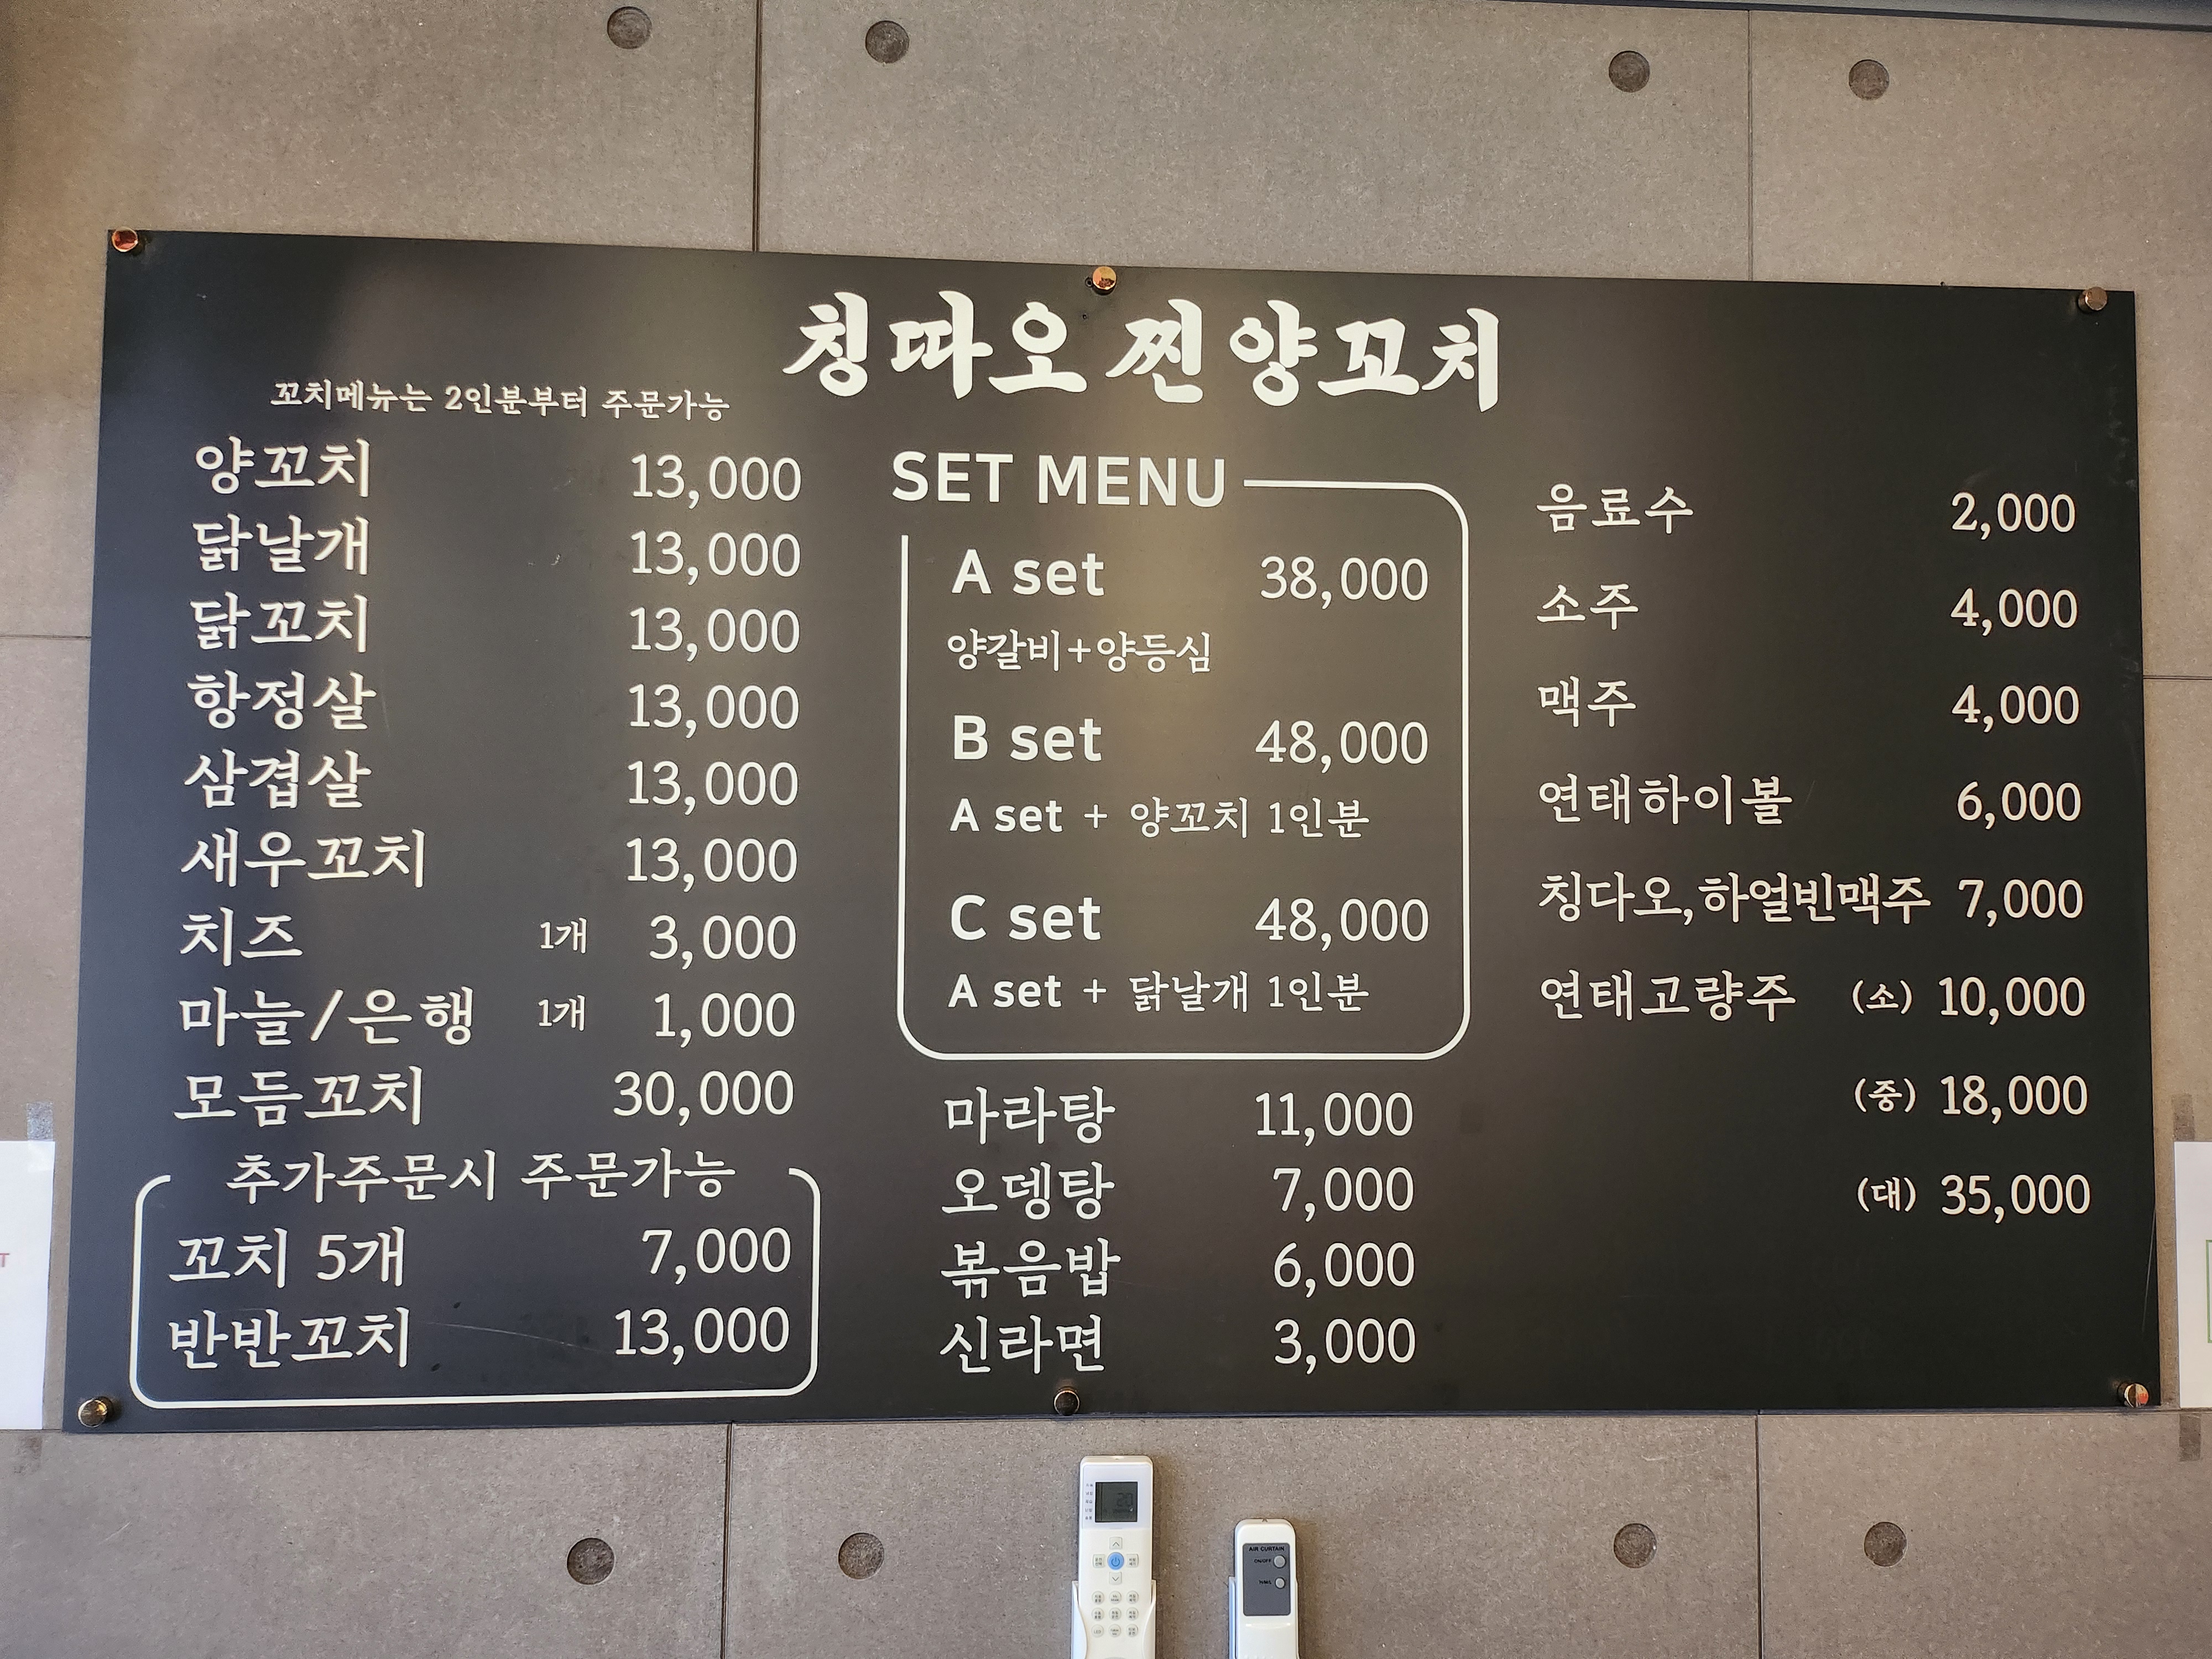 칭따오 찐 양꼬치
꼬치메뉴는 2인분부터 주문가능
양꼬치 13,000
닭날개 13,000
닭꼬치 13,000
항정살 13,000
삼겹살 13,000
새우꼬치 13,000
치즈 1개 3,000
마늘/은행 1개 1,000
모듬꼬치 30,000
추가주문시 주문가능
꼬치 5개 7,000
반반꼬치 13,000
SET MENU
A set 38,000
양갈비+양등심
B set 48,000
A set + 양꼬치 1인분
C set 48,000
A set + 닭날개 1인분
마라탕 11,000
오뎅탕 7,000
볶음밥 6,000
신라면 3,000
음료수 2,000
소주 4,000
맥주 4,000
연태하이볼 6,000
칭다오,하얼빈맥주 7,000
연태고량주 (소) 10,000
(중) 18,000
(대) 35,000
AIR CURTAIN
ON/OFF